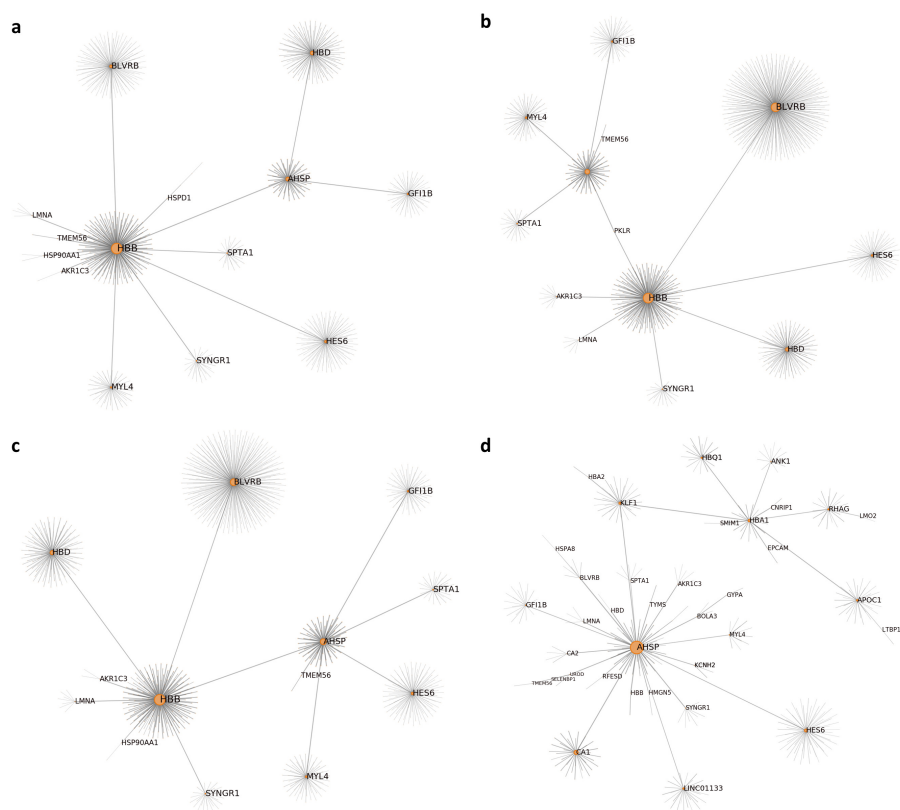 a
HBD
BLVRB
AHSP
HSPD1
GFI1B
LMNA
TMEM56
HBB
SPTA1
HSP90AA1
AKR1C3
HES6
SYNGR1
MYL4
b
GFI1B
BLVRB
MYL4
TMEM56
SPTA1
PKLR
HES6
AKR1C3
HBB
LMNA
HBD
SYNGR1
c
BLVRB
GFI1B
HBD
SPTA1
AHSP
TMEM56
AKR1C3
HES6
LMNA
HBB
HSP90AA1
MYL4
SYNGR1
d
HBQ1
ANK1
HBA2
KLF1
CNRIP1
RHAG
SMIM1
HBA1
LMO2
EPCAM
HSPA8
BLVRB
SPTA1
AKR1C3
GYPA
APOC1
GFI1B
HBD
TYMS
BOLA3
LTBP1
LMNA
MYL4
CA2
AHSP
KCNH2
UROD
RFESD
SELENBP1
TMEM56
HBB
HMGN5
SYNGR1
HES6
CA1
LINC01133